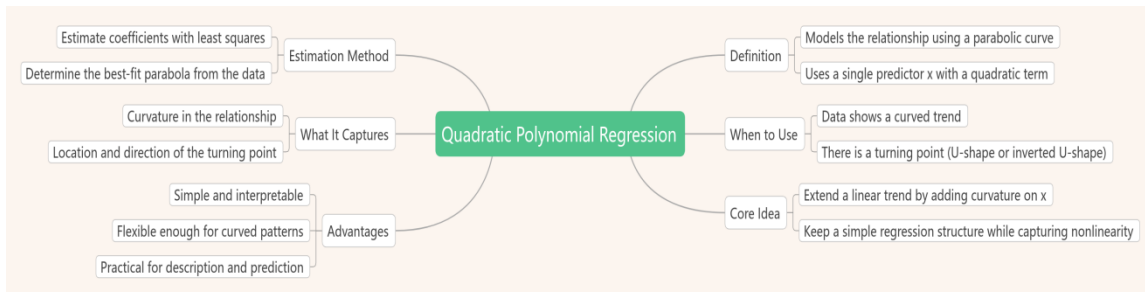 Quadratic Polynomial Regression
Definition
Models the relationship using a parabolic curve
Uses a single predictor x with a quadratic term
When to Use
Data shows a curved trend
There is a turning point (U-shape or inverted U-shape)
Core Idea
Extend a linear trend by adding curvature on x
Keep a simple regression structure while capturing nonlinearity
Estimation Method
Estimate coefficients with least squares
Determine the best-fit parabola from the data
What It Captures
Curvature in the relationship
Location and direction of the turning point
Advantages
Simple and interpretable
Flexible enough for curved patterns
Practical for description and prediction